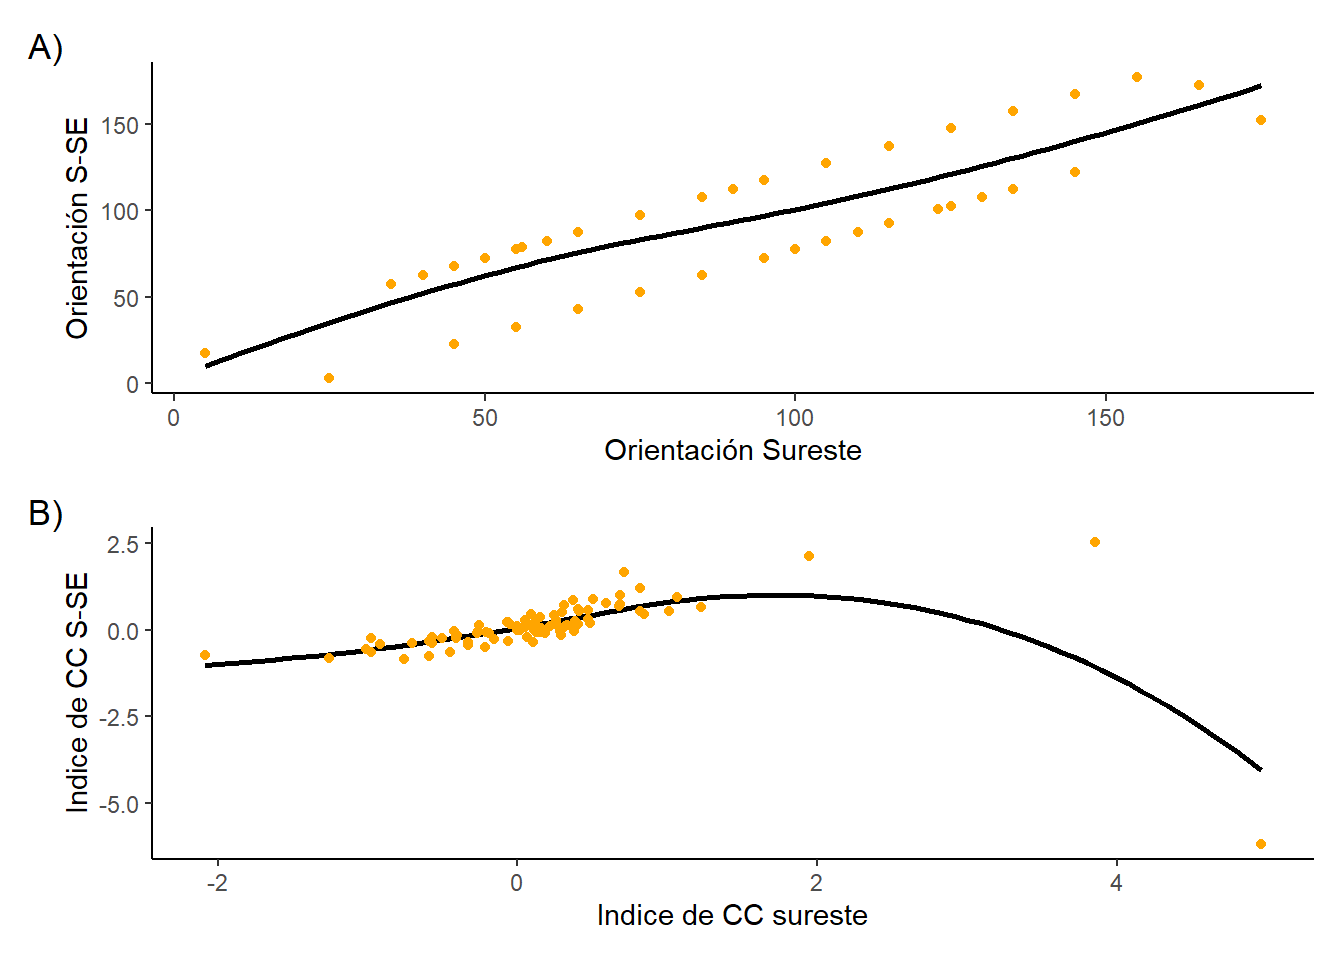 A)
Orientación S-SE
150
100
50
0
0 50 100 150
Orientación Sureste
B)
Indice de CC S-SE
2.5
0.0
-2.5
-5.0
-2 0 2 4
Indice de CC sureste